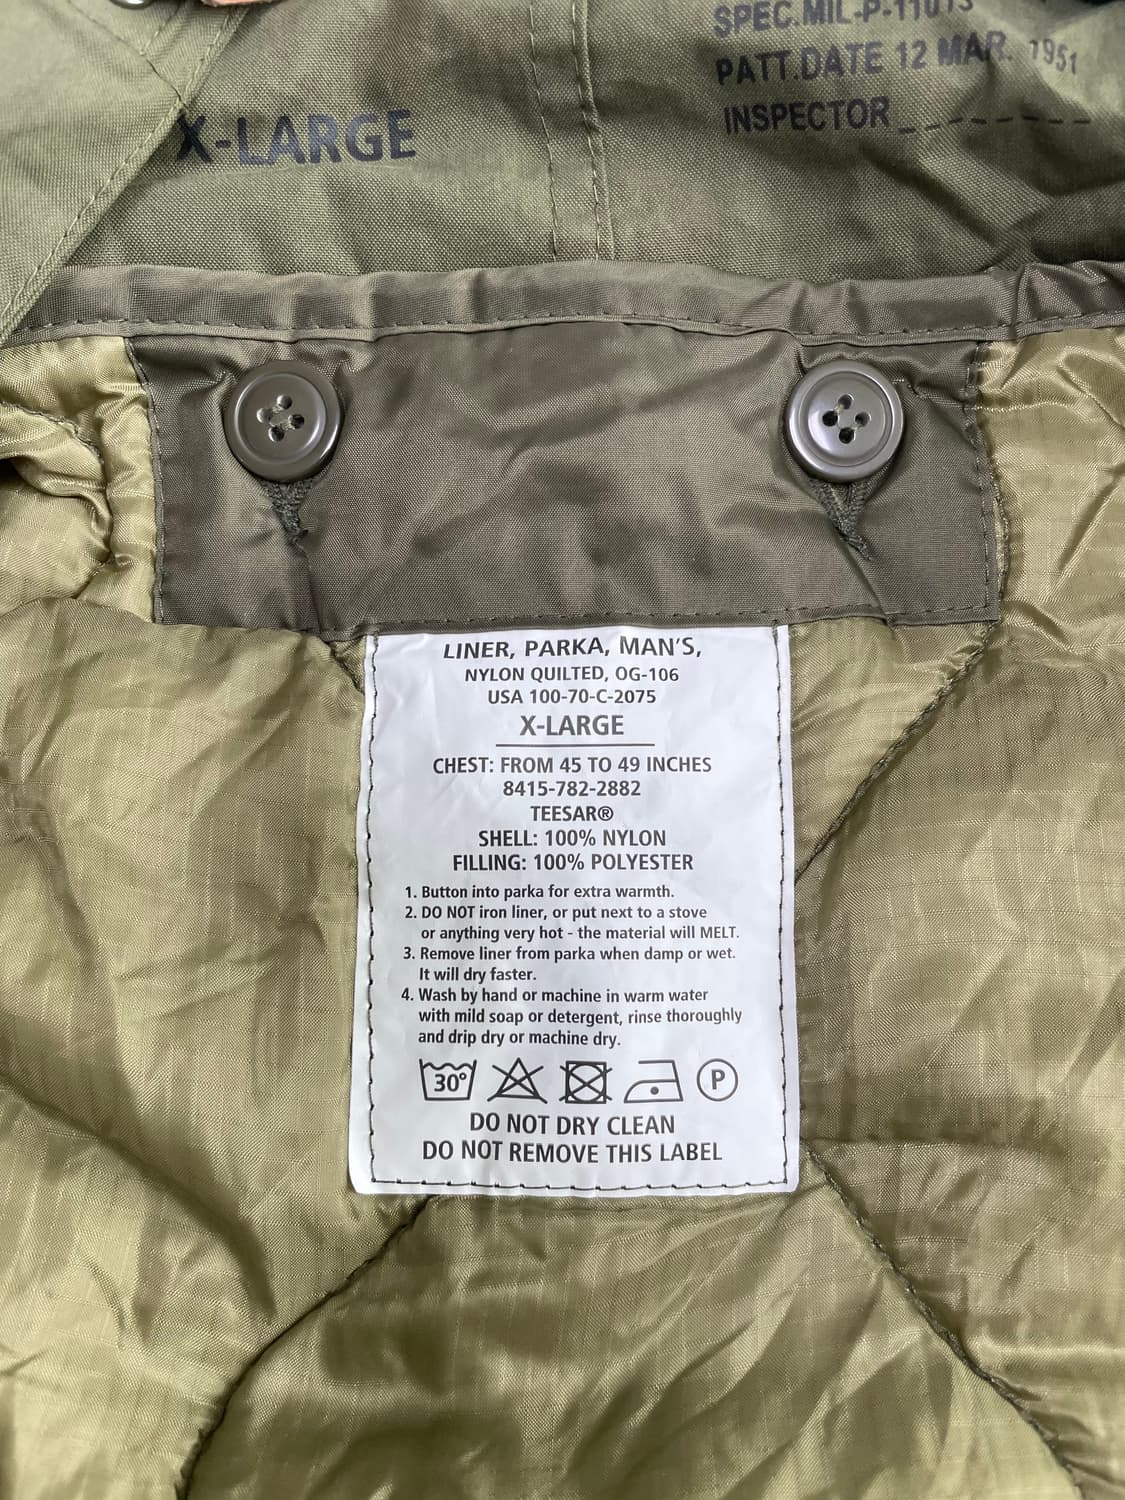 SPEC.MIL-P-11013
PATT.DATE 12 MAR. 1951
INSPECTOR_ _ _ _ _ _ _ _
X-LARGE
LINER, PARKA, MAN'S,
NYLON QUILTED, OG-106
USA 100-70-C-2075
X-LARGE
CHEST: FROM 45 TO 49 INCHES
8415-782-2882
TEESAR®
SHELL: 100% NYLON
FILLING: 100% POLYESTER
1. Button into parka for extra warmth.
2. DO NOT iron liner, or put next to a stove
or anything very hot - the material will MELT.
3. Remove liner from parka when damp or wet.
It will dry faster.
4. Wash by hand or machine in warm water
with mild soap or detergent, rinse thoroughly
and drip dry or machine dry.
30° P
DO NOT DRY CLEAN
DO NOT REMOVE THIS LABEL